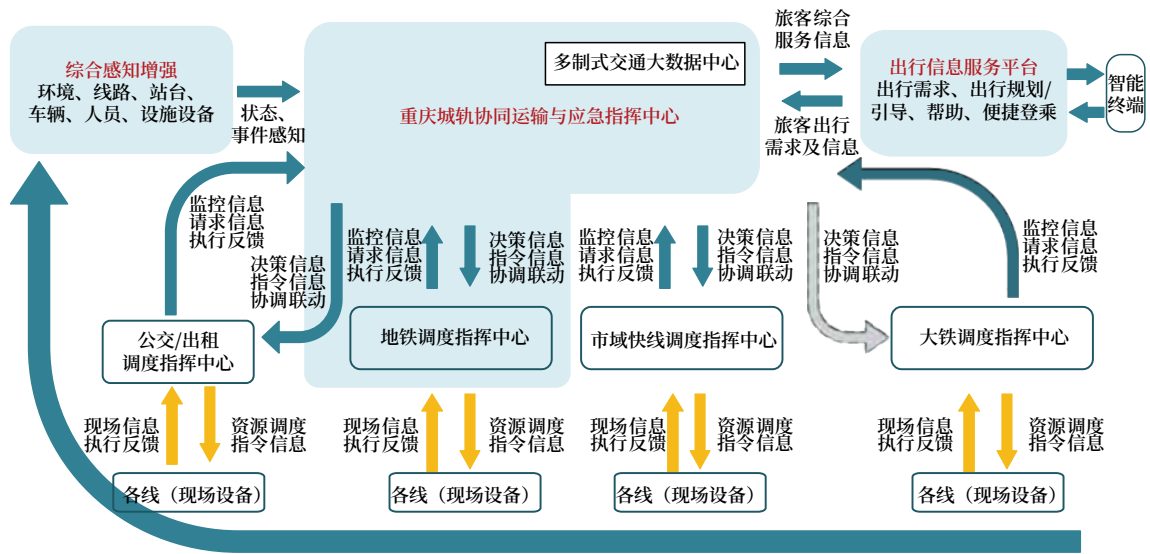 综合感知增强
环境、线路、站台、
车辆、人员、设施设备
状态、
事件感知
多制式交通大数据中心
重庆城轨协同运输与应急指挥中心
旅客综合
服务信息
旅客出行
需求及信息
出行信息服务平台
出行需求、出行规划/
引导、帮助、便捷登乘
智能
终端
监控信息
请求信息
执行反馈
决策信息
指令信息
协调联动
监控信息
请求信息
执行反馈
决策信息
指令信息
协调联动
监控信息
请求信息
执行反馈
决策信息
指令信息
协调联动
决策信息
指令信息
协调联动
监控信息
请求信息
执行反馈
公交/出租
调度指挥中心
地铁调度指挥中心
市域快线调度指挥中心
大铁调度指挥中心
现场信息
执行反馈
资源调度
指令信息
现场信息
执行反馈
资源调度
指令信息
现场信息
执行反馈
资源调度
指令信息
现场信息
执行反馈
资源调度
指令信息
各线（现场设备）
各线（现场设备）
各线（现场设备）
各线（现场设备）